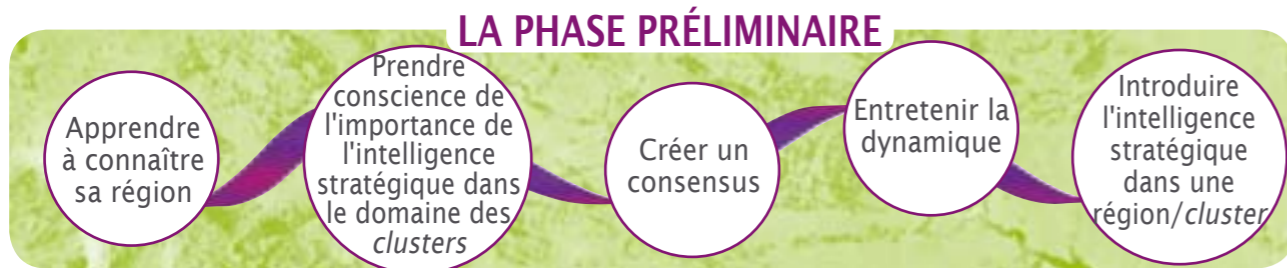 LA PHASE PRÉLIMINAIRE
Apprendre
à connaître
sa région
Prendre
conscience de
l'importance de
l'intelligence
stratégique dans
le domaine des
clusters
Créer un
consensus
Entretenir la
dynamique
Introduire
l'intelligence
stratégique
dans une
région/cluster